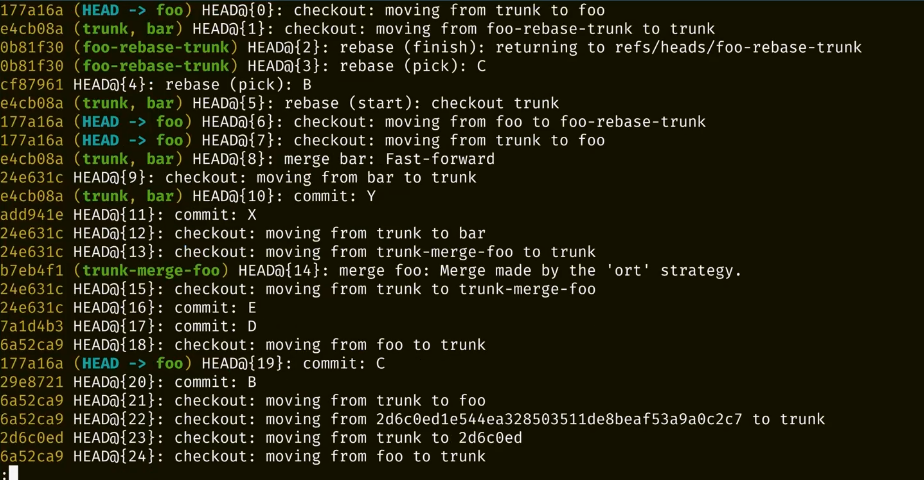 177a16a (HEAD -> foo) HEAD@{0}: checkout: moving from trunk to foo
e4cb08a (trunk, bar) HEAD@{1}: checkout: moving from foo-rebase-trunk to trunk
0b81f30 (foo-rebase-trunk) HEAD@{2}: rebase (finish): returning to refs/heads/foo-rebase-trunk
0b81f30 (foo-rebase-trunk) HEAD@{3}: rebase (pick): C
cf87961 HEAD@{4}: rebase (pick): B
e4cb08a (trunk, bar) HEAD@{5}: rebase (start): checkout trunk
177a16a (HEAD -> foo) HEAD@{6}: checkout: moving from foo to foo-rebase-trunk
177a16a (HEAD -> foo) HEAD@{7}: checkout: moving from trunk to foo
e4cb08a (trunk, bar) HEAD@{8}: merge bar: Fast-forward
24e631c HEAD@{9}: checkout: moving from bar to trunk
e4cb08a (trunk, bar) HEAD@{10}: commit: Y
add941e HEAD@{11}: commit: X
24e631c HEAD@{12}: checkout: moving from trunk to bar
24e631c HEAD@{13}: checkout: moving from trunk-merge-foo to trunk
b7eb4f1 (trunk-merge-foo) HEAD@{14}: merge foo: Merge made by the 'ort' strategy.
24e631c HEAD@{15}: checkout: moving from trunk to trunk-merge-foo
24e631c HEAD@{16}: commit: E
7a1d4b3 HEAD@{17}: commit: D
6a52ca9 HEAD@{18}: checkout: moving from foo to trunk
177a16a (HEAD -> foo) HEAD@{19}: commit: C
29e8721 HEAD@{20}: commit: B
6a52ca9 HEAD@{21}: checkout: moving from trunk to foo
6a52ca9 HEAD@{22}: checkout: moving from 2d6c0ed1e544ea328503511de8beaf53a9a0c2c7 to trunk
2d6c0ed HEAD@{23}: checkout: moving from trunk to 2d6c0ed
6a52ca9 HEAD@{24}: checkout: moving from foo to trunk
: